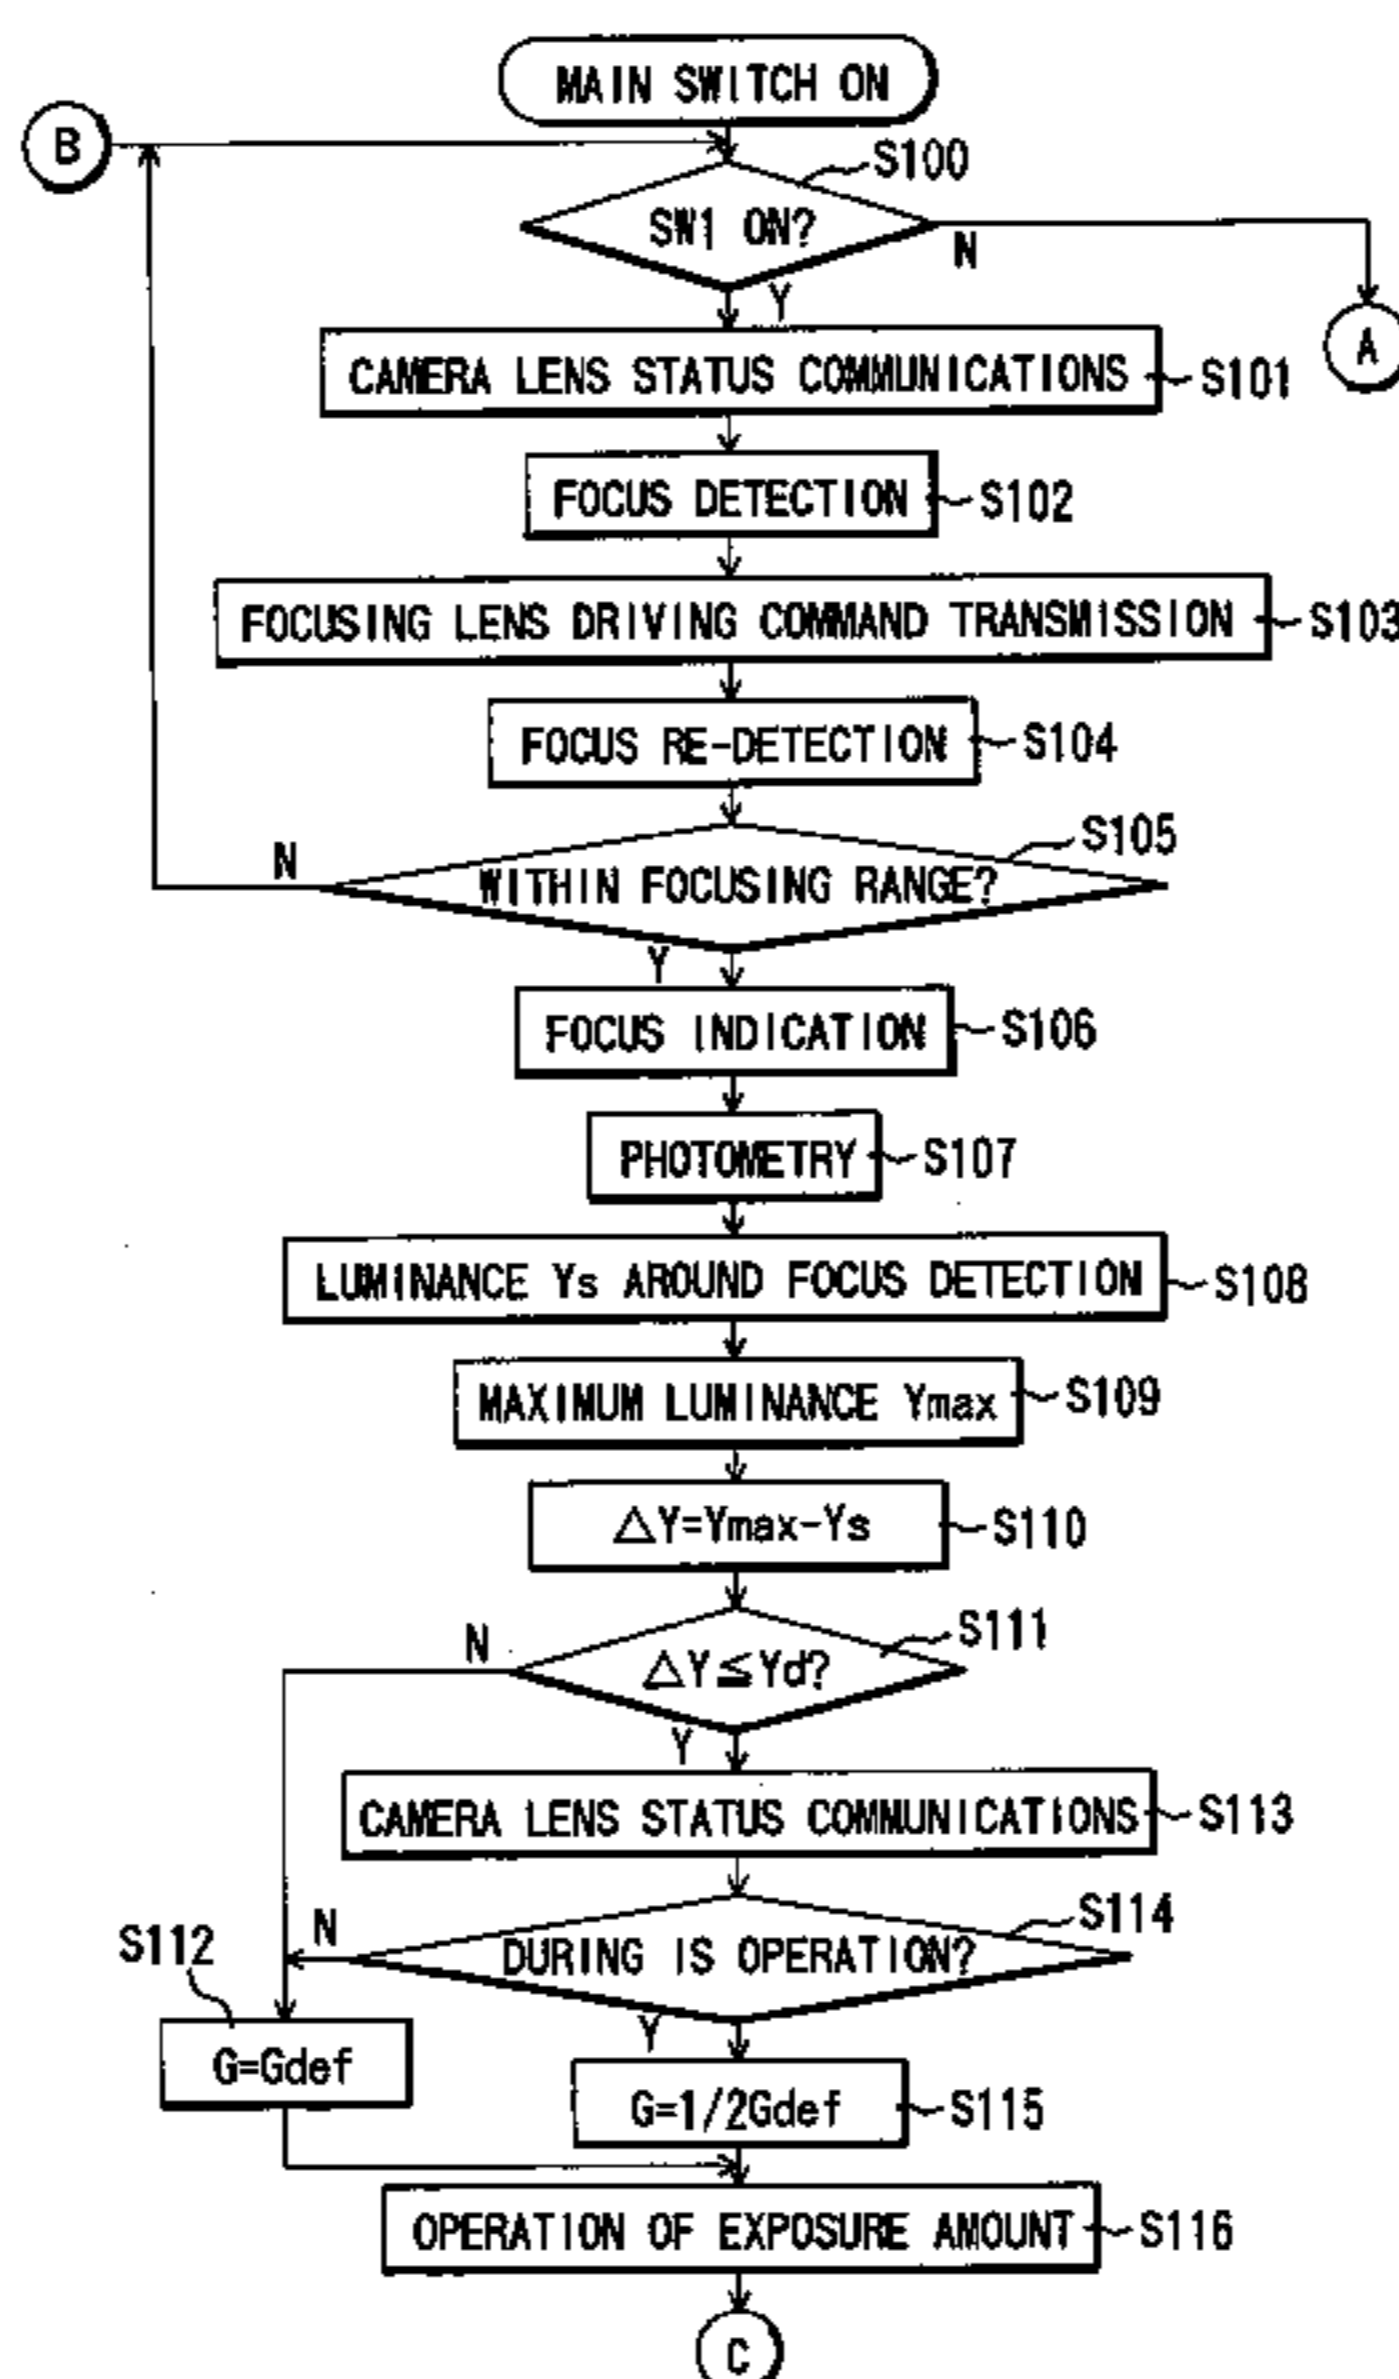 MAIN SWITCH ON
B
S100
SW1 ON?
N
Y
A
CAMERA LENS STATUS COMMUNICATIONS
S101
FOCUS DETECTION
S102
FOCUSING LENS DRIVING COMMAND TRANSMISSION
S103
FOCUS RE-DETECTION
S104
S105
N
WITHIN FOCUSING RANGE?
Y
FOCUS INDICATION
S106
PHOTOMETRY
S107
LUMINANCE Ys AROUND FOCUS DETECTION
S108
MAXIMUM LUMINANCE Ymax
S109
△Y=Ymax-Ys
S110
S111
N
△Y≦Yd?
Y
CAMERA LENS STATUS COMMUNICATIONS
S113
S114
S112
N
DURING IS OPERATION?
Y
G=Gdef
G=1/2Gdef
S115
OPERATION OF EXPOSURE AMOUNT
S116
C